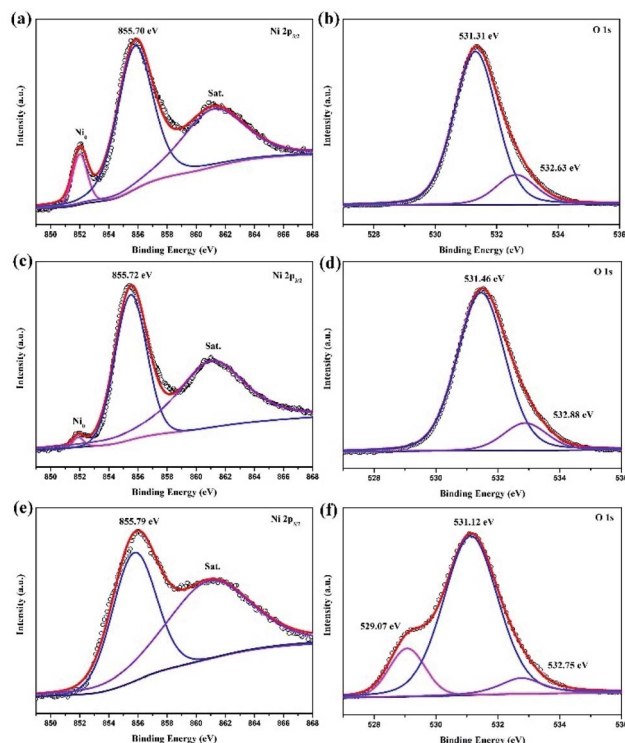 (a)
855.70 eV
Ni 2p3/2
Ni0
Sat.
Intensity (a.u.)
850 852 854 856 858 860 862 864 866 868
Binding Energy (eV)
(b)
531.31 eV
O 1s
532.63 eV
Intensity (a.u.)
528 530 532 534 536
Binding Energy (eV)
(c)
855.72 eV
Ni 2p3/2
Ni0
Sat.
Intensity (a.u.)
850 852 854 856 858 860 862 864 866 868
Binding Energy (eV)
(d)
531.46 eV
O 1s
532.88 eV
Intensity (a.u.)
528 530 532 534 536
Binding Energy (eV)
(e)
855.79 eV
Ni 2p3/2
Sat.
Intensity (a.u.)
850 852 854 856 858 860 862 864 866 868
Binding Energy (eV)
(f)
531.12 eV
O 1s
529.07 eV
532.75 eV
Intensity (a.u.)
528 530 532 534 536
Binding Energy (eV)